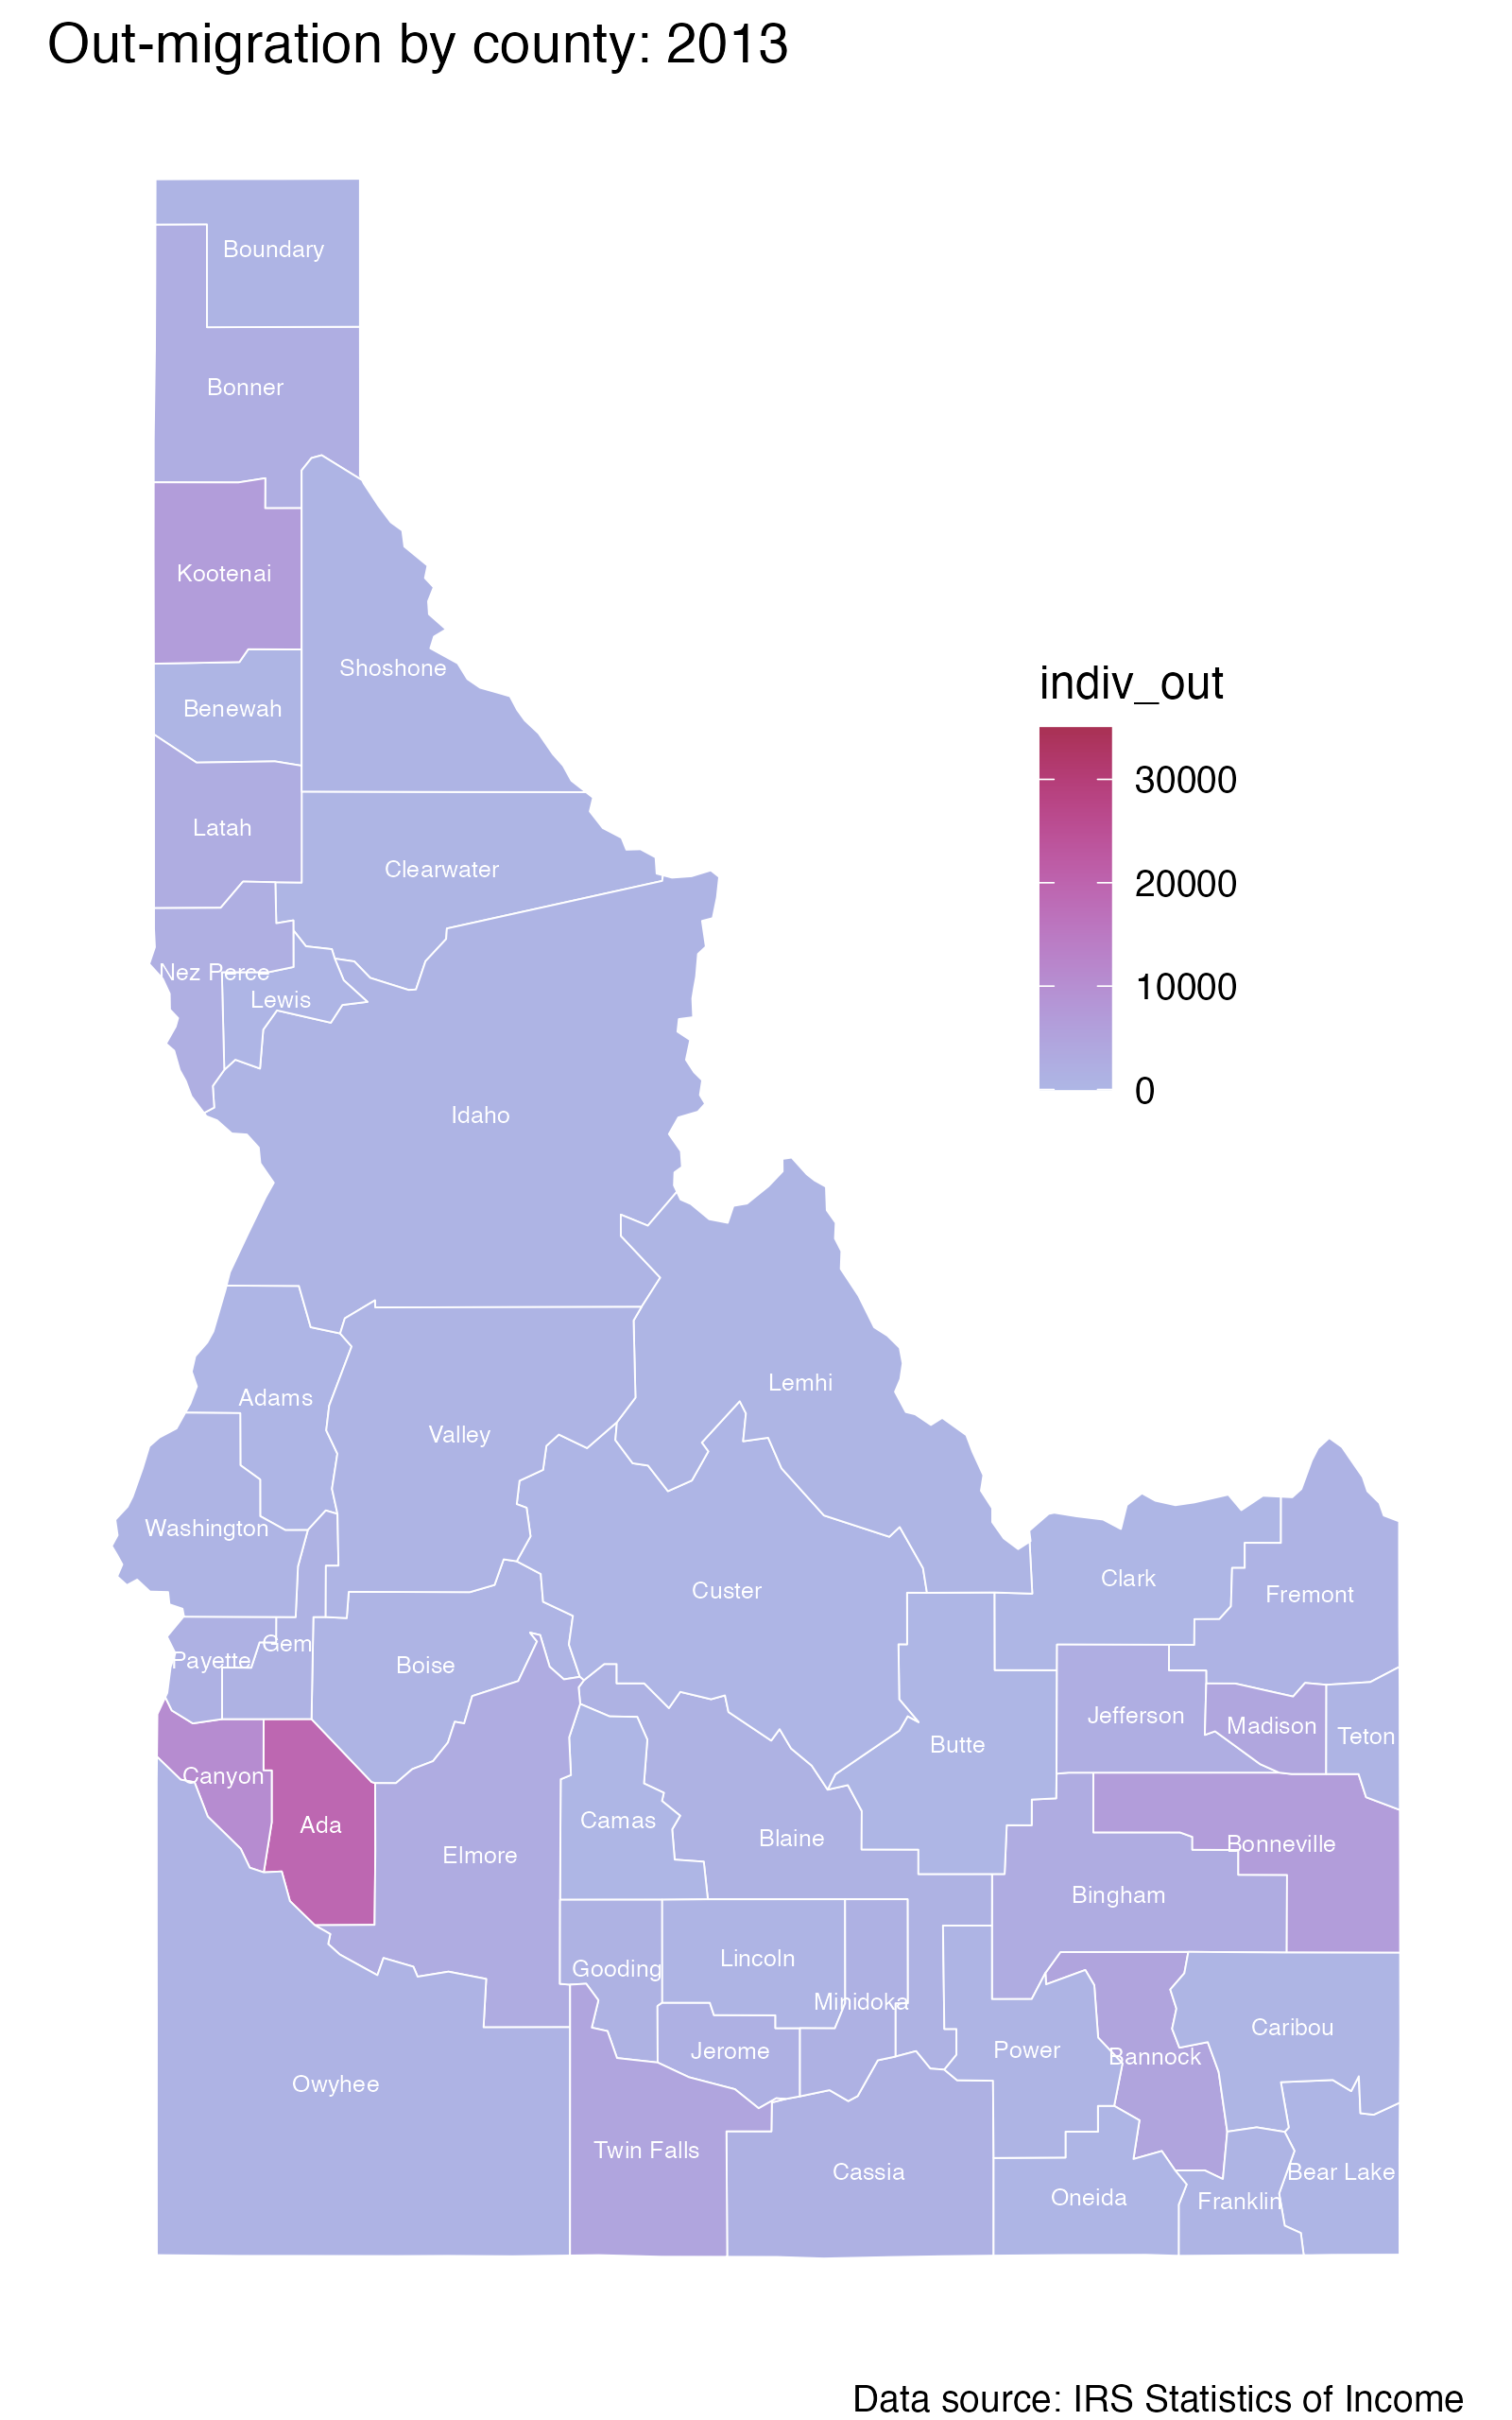 Out-migration by county: 2013
Boundary
Bonner
Kootenai
Shoshone
Benewah
Latah
Clearwater
Nez Perce
Lewis
Idaho
indiv_out
30000
20000
10000
0
Lemhi
Adams
Valley
Washington
Custer
Clark
Fremont
Gem
Payette
Boise
Jefferson
Madison
Teton
Butte
Canyon
Ada
Camas
Blaine
Bonneville
Elmore
Bingham
Lincoln
Gooding
Minidoka
Caribou
Jerome
Power
Bannock
Owyhee
Twin Falls
Cassia
Bear Lake
Oneida
Franklin
Data source: IRS Statistics of Income